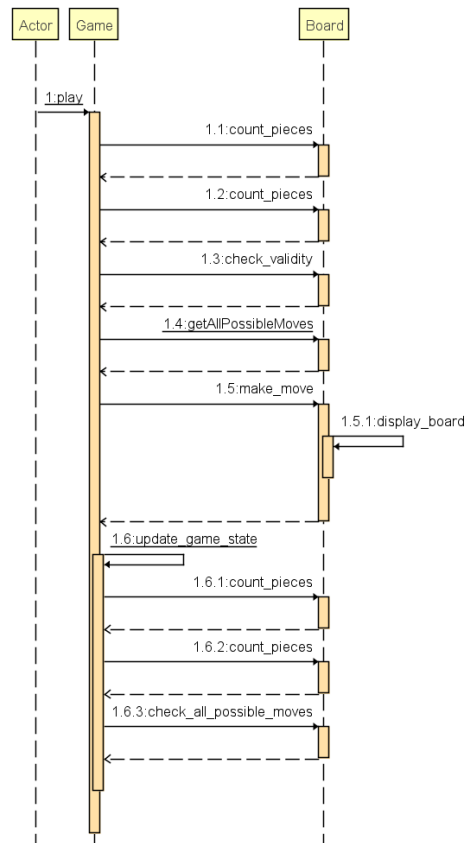 Actor
Game
Board
1:play
1.1:count_pieces
1.2:count_pieces
1.3:check_validity
1.4:getAllPossibleMoves
1.5:make_move
1.5.1:display_board
1.6:update_game_state
1.6.1:count_pieces
1.6.2:count_pieces
1.6.3:check_all_possible_moves